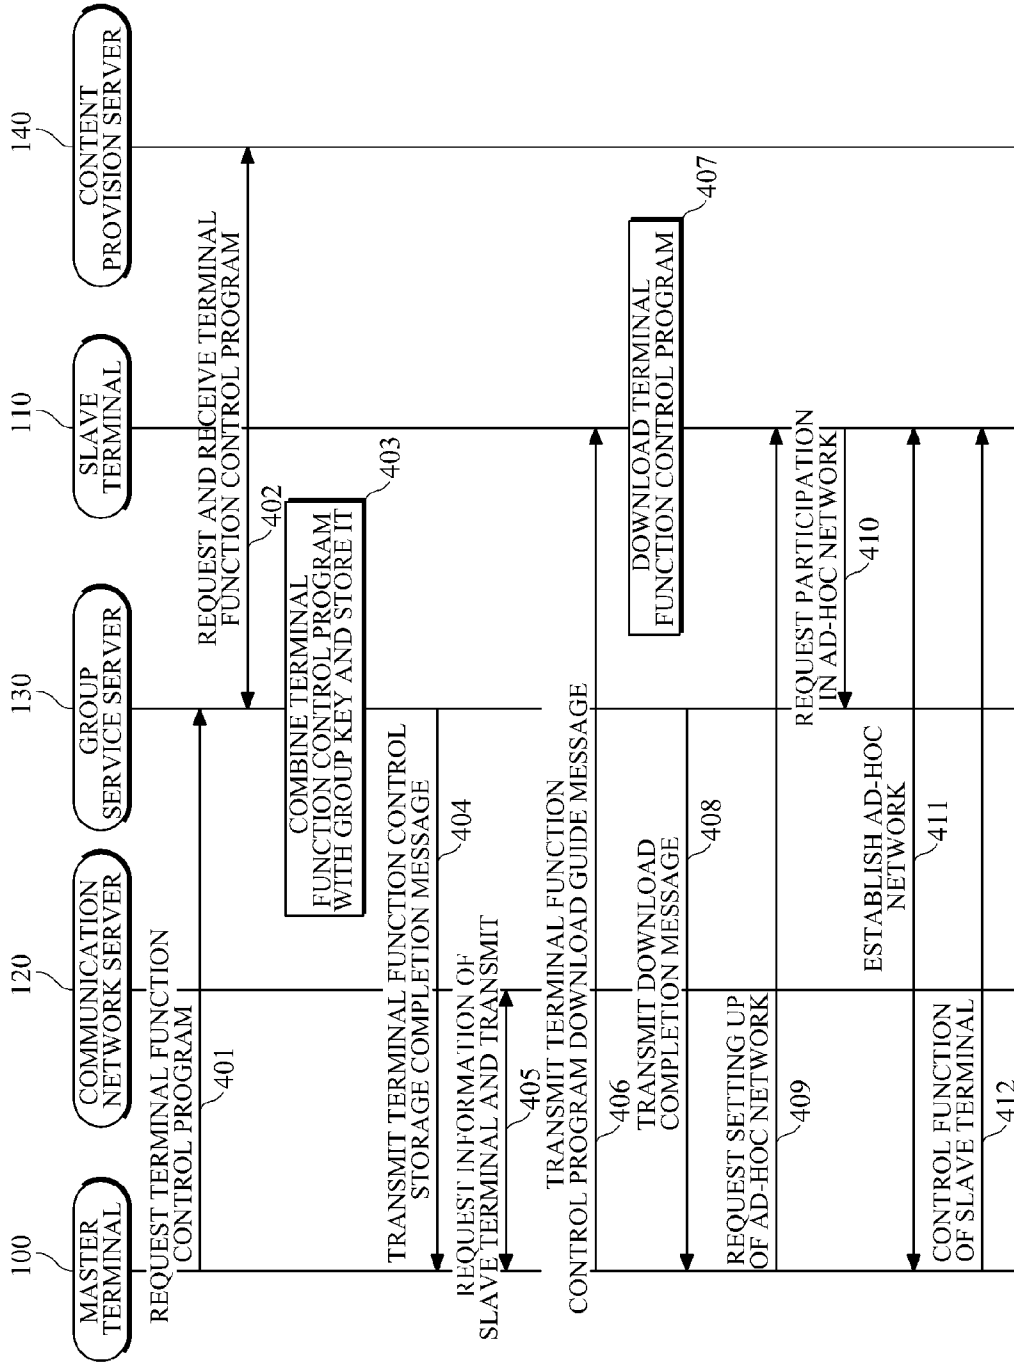 100
MASTER
TERMINAL
120
COMMUNICATION
NETWORK SERVER
130
GROUP
SERVICE SERVER
110
SLAVE
TERMINAL
140
CONTENT
PROVISION SERVER
REQUEST TERMINAL FUNCTION
CONTROL PROGRAM
401
REQUEST AND RECEIVE TERMINAL
FUNCTION CONTROL PROGRAM
402
COMBINE TERMINAL
FUNCTION CONTROL PROGRAM
WITH GROUP KEY AND STORE IT
403
TRANSMIT TERMINAL FUNCTION CONTROL
STORAGE COMPLETION MESSAGE
404
REQUEST INFORMATION OF
SLAVE TERMINAL AND TRANSMIT
405
TRANSMIT TERMINAL FUNCTION
CONTROL PROGRAM DOWNLOAD GUIDE MESSAGE
406
DOWNLOAD TERMINAL
FUNCTION CONTROL PROGRAM
407
TRANSMIT DOWNLOAD
COMPLETION MESSAGE
408
REQUEST SETTING UP
OF AD-HOC NETWORK
409
REQUEST PARTICIPATION
IN AD-HOC NETWORK
410
ESTABLISH AD-HOC
NETWORK
411
CONTROL FUNCTION
OF SLAVE TERMINAL
412